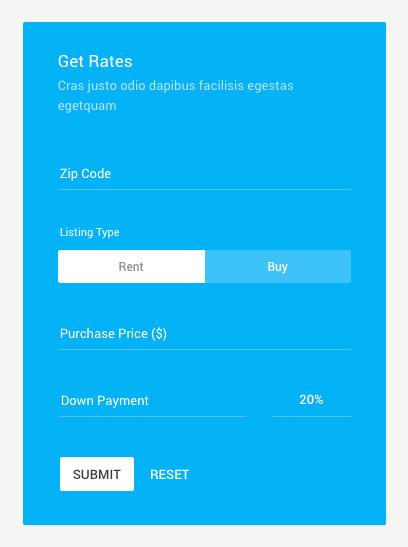 Get Rates
Cras justo odio dapibus facilisis egestas
egetquam
Zip Code
Listing Type
Rent Buy
Purchase Price ($)
Down Payment 20%
SUBMIT RESET